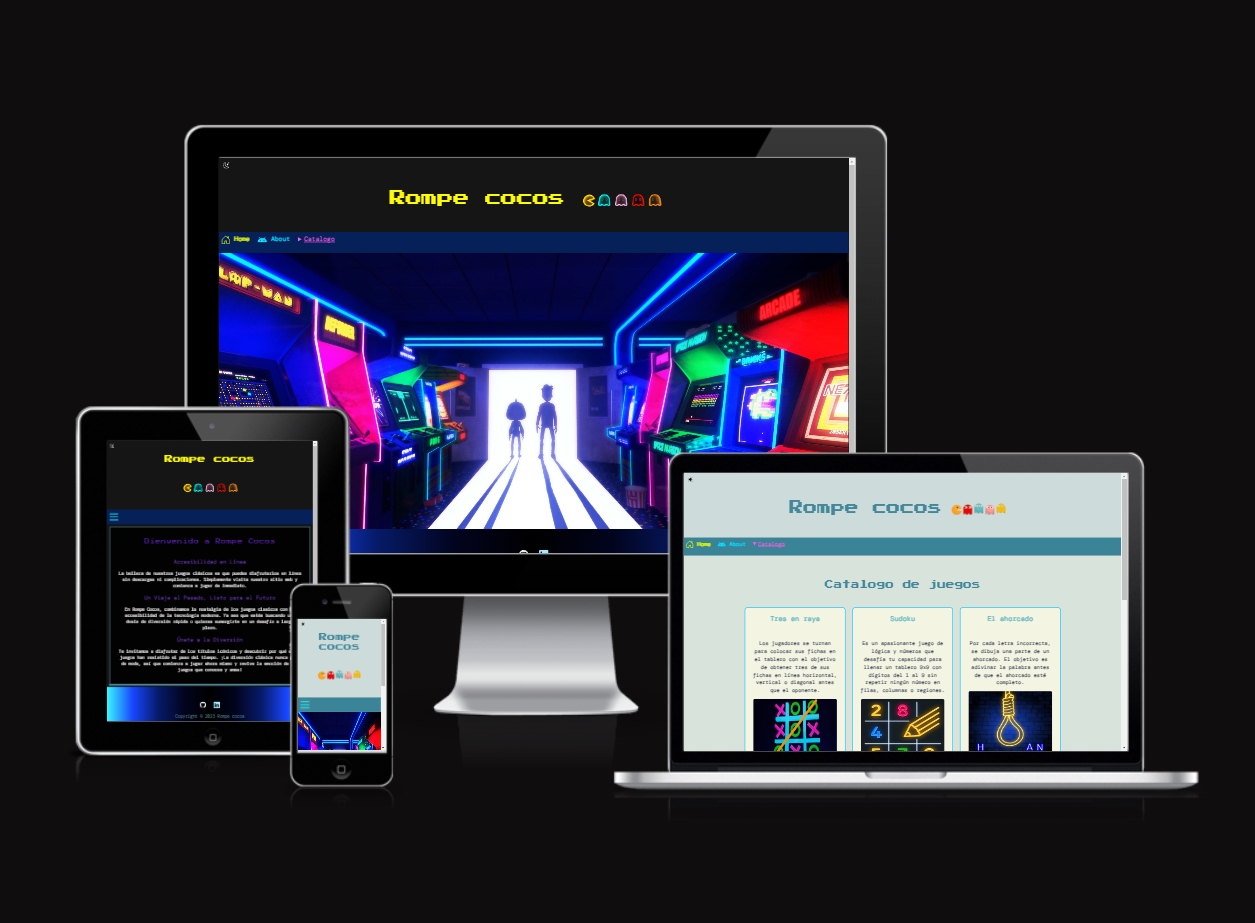 Rompe cocos
Home About Catalogo
ARCADE
Rompe cocos
Bienvenido a Rompe Cocos
Accesibilidad en Línea
La belleza de nuestros juegos clásicos es que puedes disfrutarlos en línea
sin descargas ni complicaciones. Simplemente visita nuestro sitio web y
comienza a jugar de inmediato.
Un Viaje al Pasado, Listo para el Futuro
En Rompe Cocos, combinamos la nostalgia de los juegos clásicos con
accesibilidad de la tecnología moderna. Ya sea que estés buscando
dosis de diversión rápida o quieras sumergirte en un desafío a
plazo.
Únete a la Diversión
Te invitamos a disfrutar de los títulos icónicos y descubrir por qué
juegos han resistido el paso del tiempo. ¡La diversión clásica nunca
de moda, así que comienza a jugar ahora mismo y revive la emoción de
juegos que conoces y amas!
Copyright © 2023 Rompe cocos
Rompe
cocos
Rompe cocos
Home About Catalogo
Catalogo de juegos
Tres en raya
Los jugadores se turnan
para colocar sus fichas en
el tablero con el objetivo
de obtener tres de sus
fichas en línea horizontal,
vertical o diagonal antes
que el oponente.
X O O
X O X
Sudoku
Es un apasionante juego de
lógica y números que
desafía tu capacidad para
llenar un tablero 9x9 con
dígitos del 1 al 9 sin
repetir ningún número en
filas, columnas o regiones.
2 8
4
El ahorcado
Por cada letra incorrecta,
se dibuja una parte de un
ahorcado. El objetivo es
adivinar la palabra antes
de que el ahorcado esté
completo.
H AN